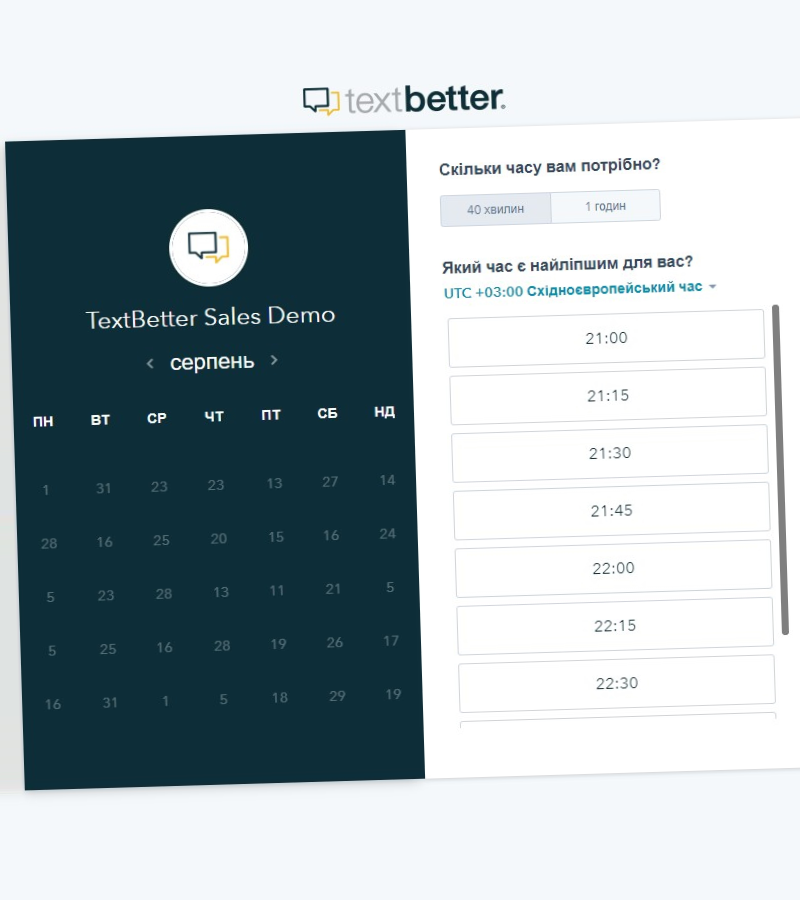 textbetter.
TextBetter Sales Demo
серпень
ПН ВТ СР ЧТ ПТ СБ НД
1 31 23 23 13 27 14
28 16 25 20 15 16 24
5 23 28 13 11 21 5
5 25 16 28 19 26 17
16 31 1 5 18 29 19
Скільки часу вам потрібно?
40 хвилин 1 годин
Який час є найліпшим для вас?
UTC +03:00 Східноєвропейський час
21:00
21:15
21:30
21:45
22:00
22:15
22:30